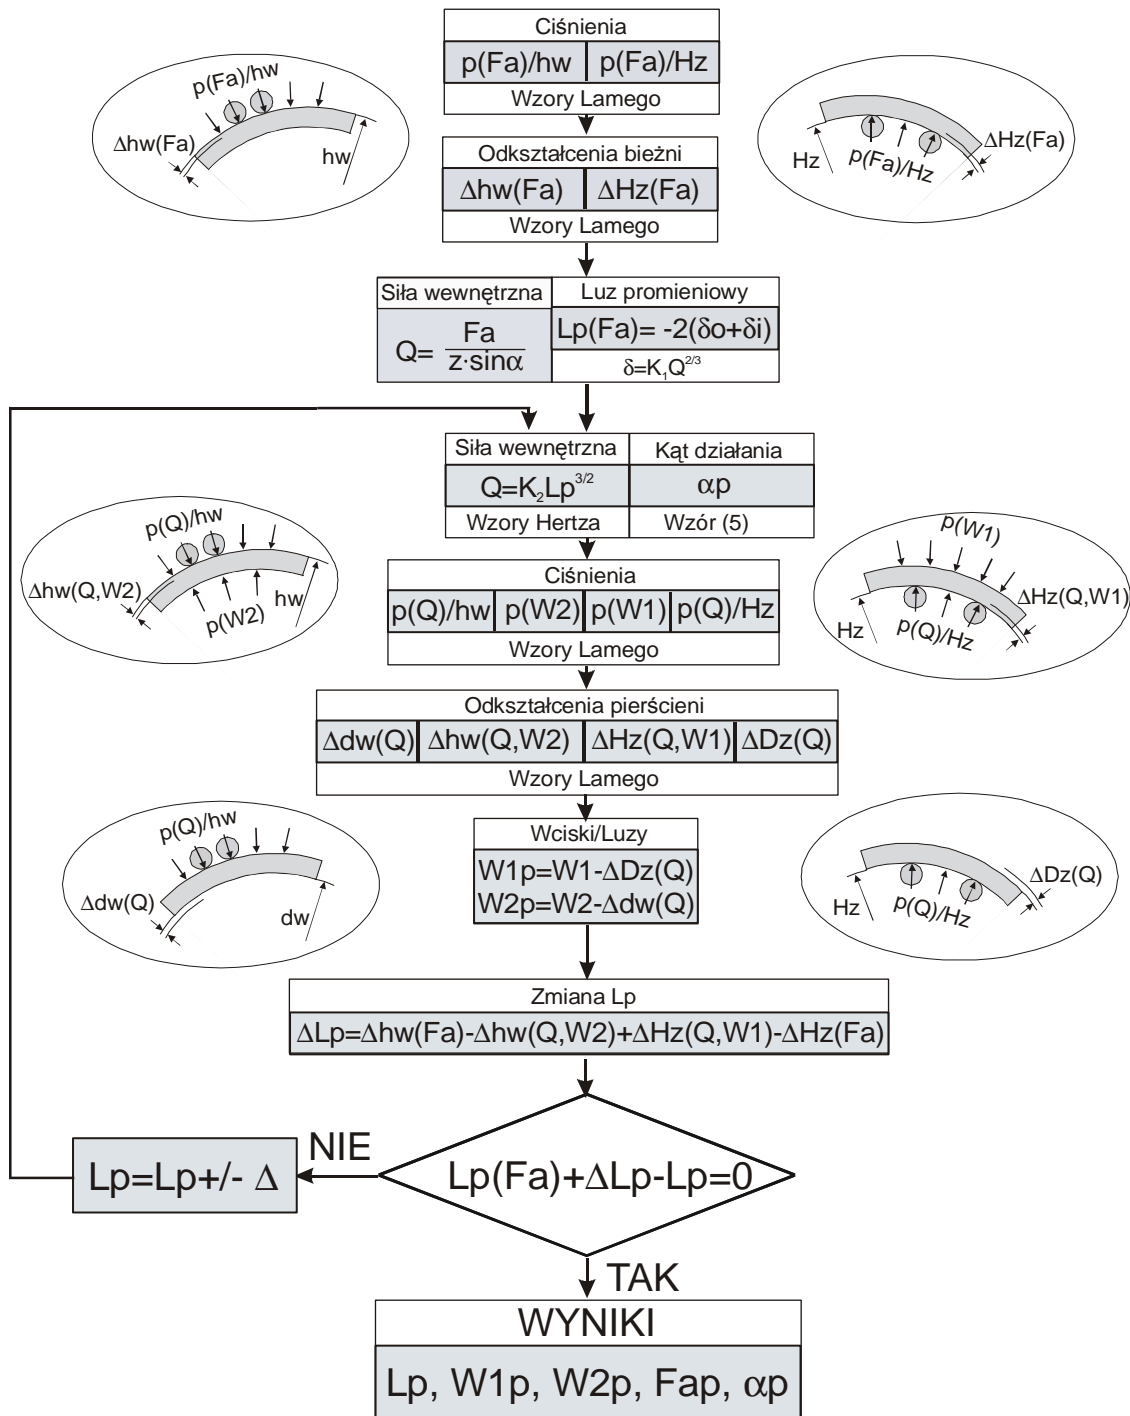 Ciśnienia
p(Fa)/hw p(Fa)/Hz
Wzory Lamego
p(Fa)/hw
Δhw(Fa)
hw
Hz
p(Fa)/Hz
ΔHz(Fa)
Odkształcenia bieżni
Δhw(Fa) ΔHz(Fa)
Wzory Lamego
Siła wewnętrzna
Q= Fa / z·sinα
Luz promieniowy
Lp(Fa)= -2(δo+δi)
δ=K₁Q^2/3
Siła wewnętrzna Kąt działania
Q=K₂Lp^3/2 αp
Wzory Hertza Wzór (5)
p(Q)/hw
Δhw(Q,W2)
p(W2)
hw
p(W1)
ΔHz(Q,W1)
Hz
p(Q)/Hz
Ciśnienia
p(Q)/hw p(W2) p(W1) p(Q)/Hz
Wzory Lamego
Odkształcenia pierścieni
Δdw(Q) Δhw(Q,W2) ΔHz(Q,W1) ΔDz(Q)
Wzory Lamego
p(Q)/hw
Δdw(Q)
dw
ΔDz(Q)
Hz
p(Q)/Hz
Wciski/Luzy
W1p=W1-ΔDz(Q)
W2p=W2-Δdw(Q)
Zmiana Lp
ΔLp=Δhw(Fa)-Δhw(Q,W2)+ΔHz(Q,W1)-ΔHz(Fa)
NIE
Lp=Lp+/- Δ
Lp(Fa)+ΔLp-Lp=0
TAK
WYNIKI
Lp, W1p, W2p, Fap, αp